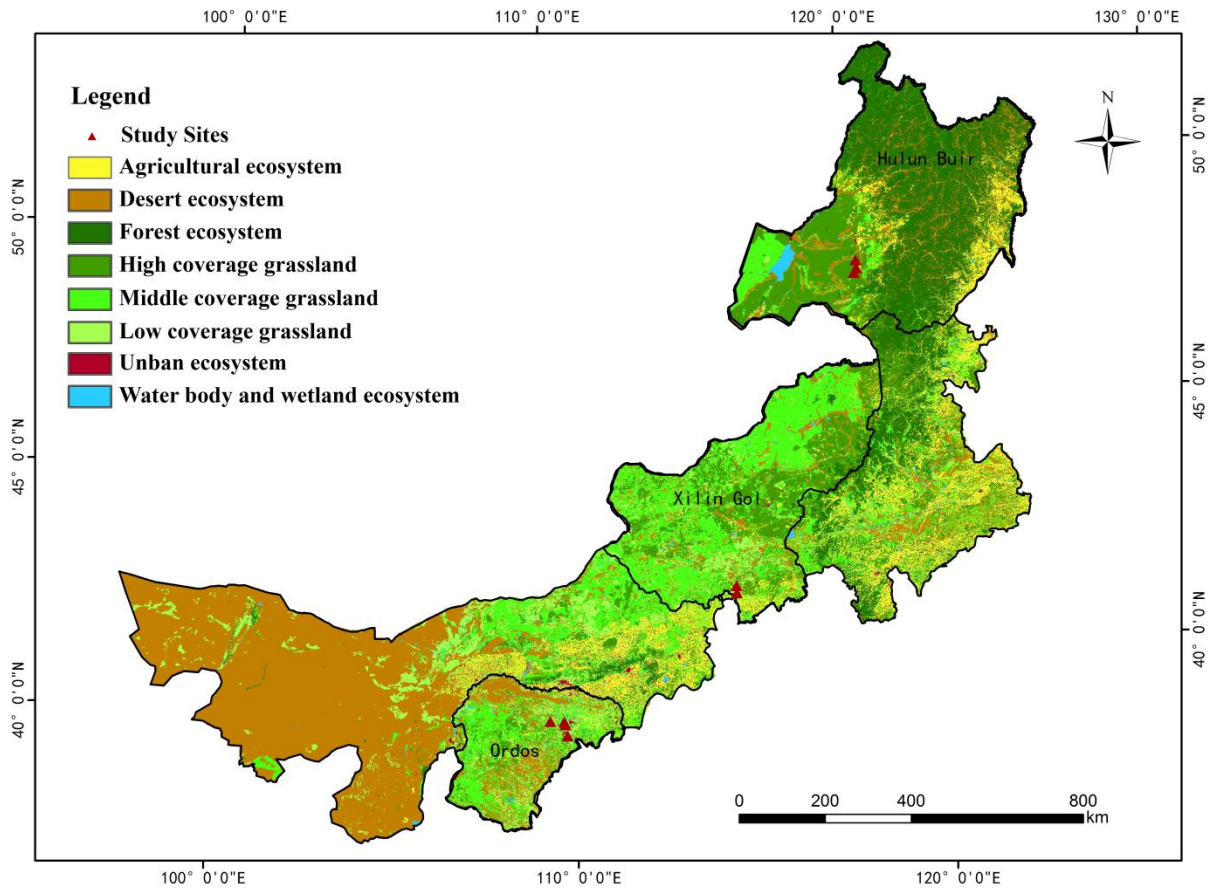 100° 0'0"E
110° 0'0"E
120° 0'0"E
130° 0'0"E
Legend
Study Sites
Agricultural ecosystem
Desert ecosystem
Forest ecosystem
High coverage grassland
Middle coverage grassland
Low coverage grassland
Unban ecosystem
Water body and wetland ecosystem
N
Hulun Buir
Xilin Gol
Ordos
50° 0'0"N
45° 0'0"N
40° 0'0"N
50° 0'0"N
45° 0'0"N
40° 0'0"N
0 200 400 800
km
100° 0'0"E
110° 0'0"E
120° 0'0"E